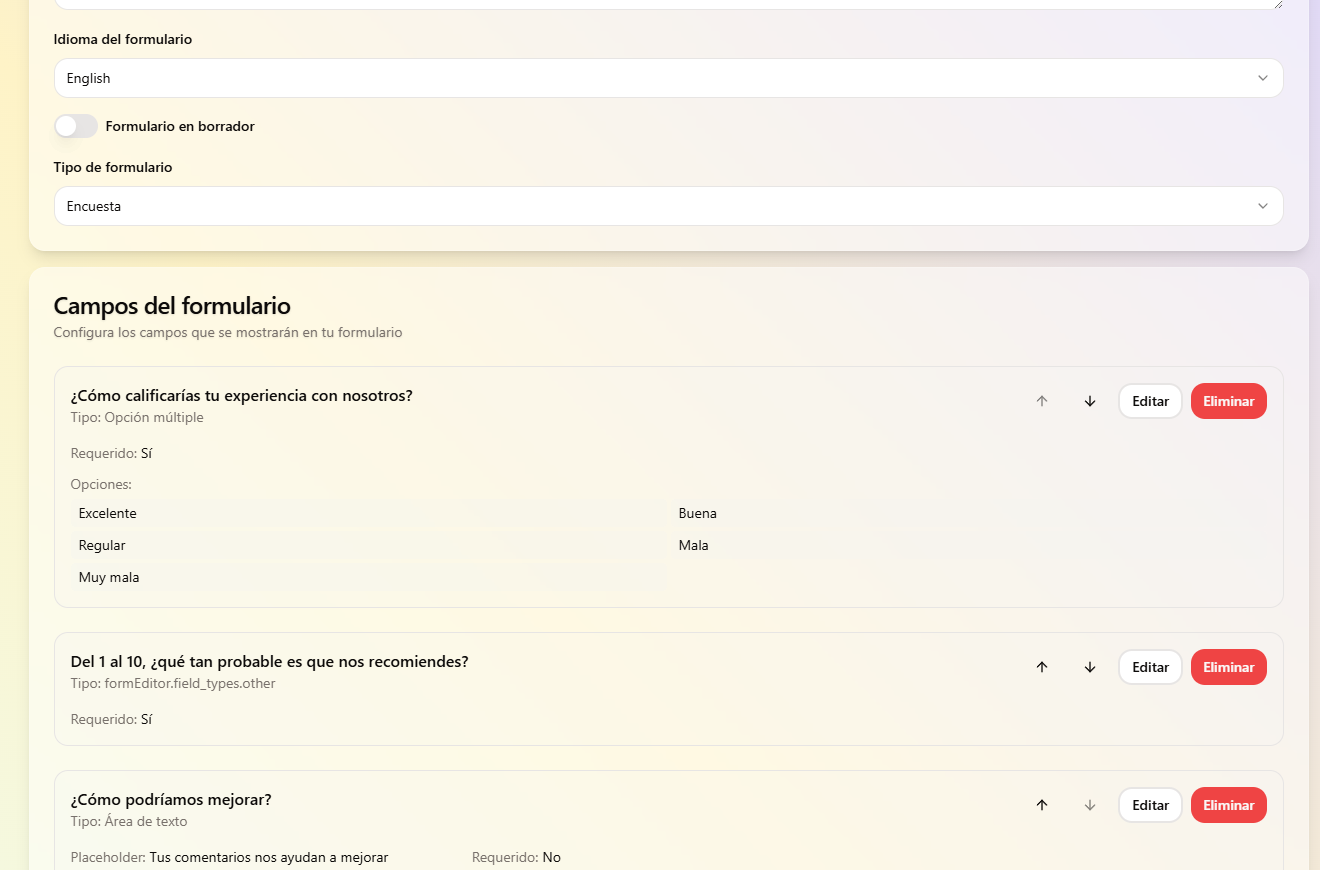 Idioma del formulario
English
Formulario en borrador
Tipo de formulario
Encuesta
Campos del formulario
Configura los campos que se mostrarán en tu formulario
¿Cómo calificarías tu experiencia con nosotros?
Editar
Eliminar
Tipo: Opción múltiple
Requerido: Sí
Opciones:
Excelente
Buena
Regular
Mala
Muy mala
Del 1 al 10, ¿qué tan probable es que nos recomiendes?
Editar
Eliminar
Tipo: formEditor.field_types.other
Requerido: Sí
¿Cómo podríamos mejorar?
Editar
Eliminar
Tipo: Área de texto
Placeholder: Tus comentarios nos ayudan a mejorar
Requerido: No